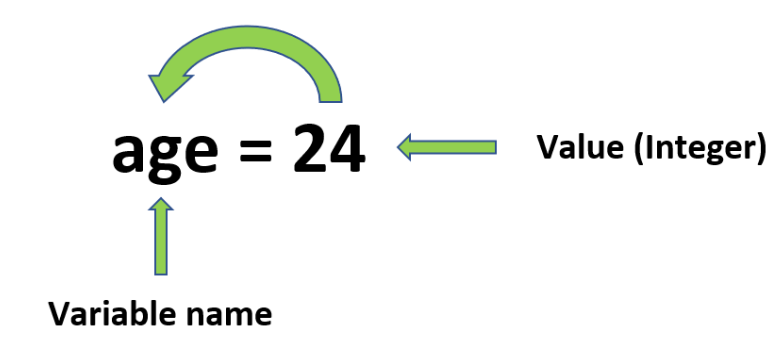 age = 24
Value (Integer)
Variable name